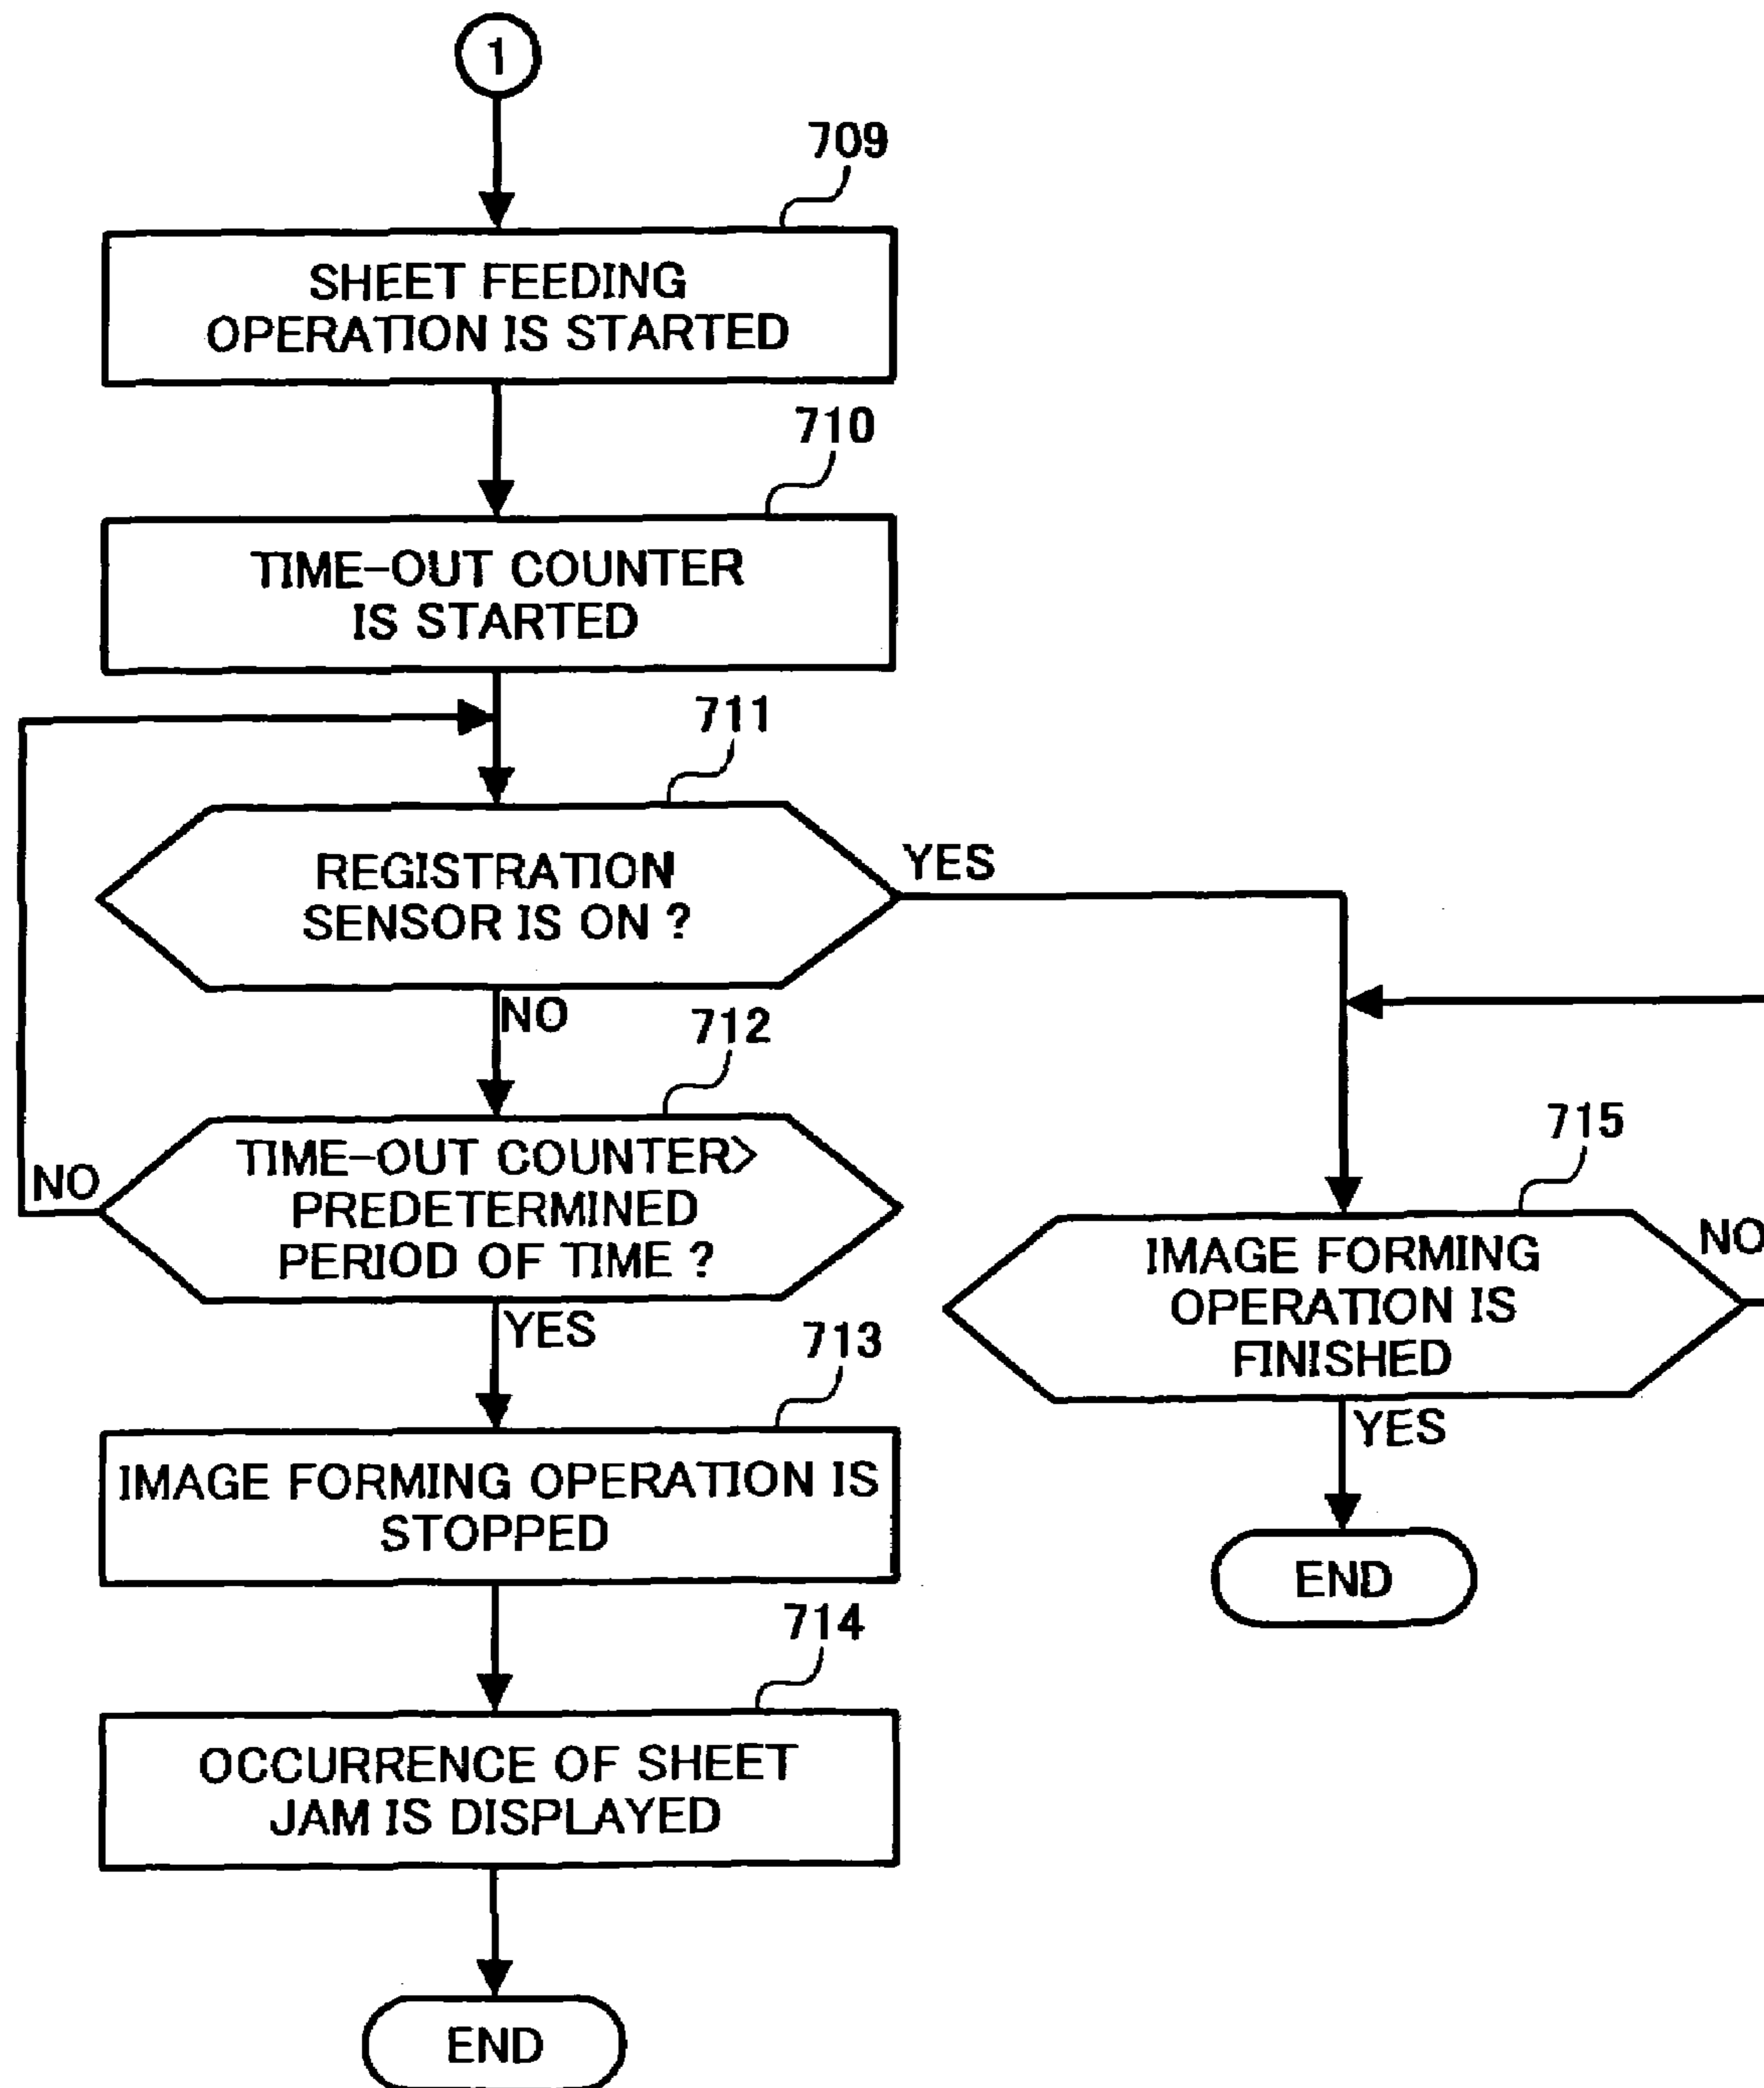 1
709
SHEET FEEDING
OPERATION IS STARTED
710
TIME-OUT COUNTER
IS STARTED
711
REGISTRATION
SENSOR IS ON ?
YES
NO
712
TIME-OUT COUNTER>
PREDETERMINED
PERIOD OF TIME ?
NO
YES
713
IMAGE FORMING OPERATION IS
STOPPED
714
OCCURRENCE OF SHEET
JAM IS DISPLAYED
END
715
IMAGE FORMING
OPERATION IS
FINISHED
NO
YES
END